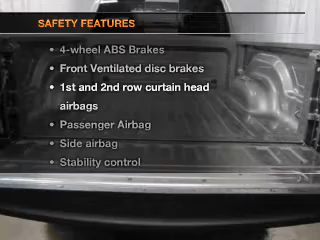 SAFETY FEATURES
• 4-wheel ABS Brakes
• Front Ventilated disc brakes
• 1st and 2nd row curtain head
airbags
• Passenger Airbag
• Side airbag
• Stability control